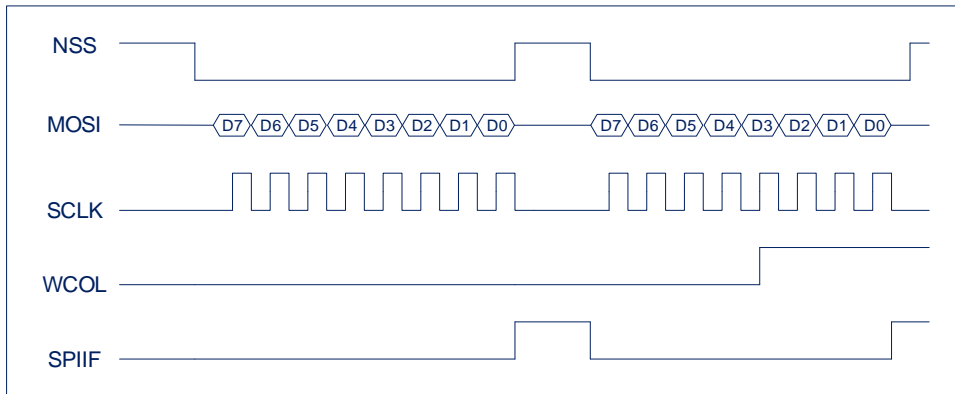 NSS
MOSI D7 D6 D5 D4 D3 D2 D1 D0 D7 D6 D5 D4 D3 D2 D1 D0
SCLK
WCOL
SPIIF